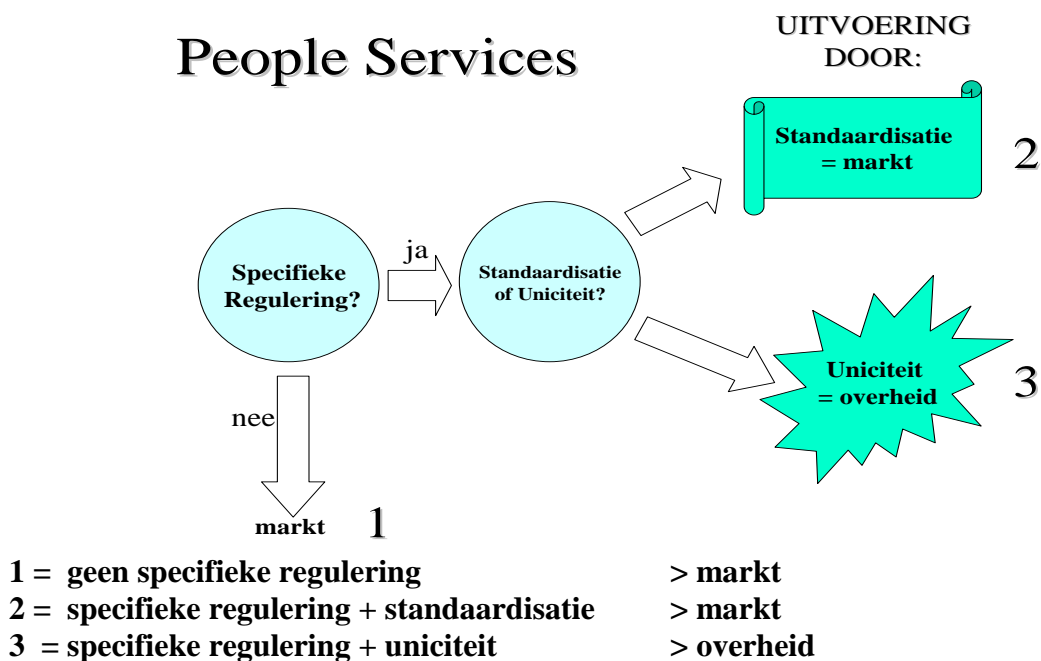 People Services
UITVOERING
DOOR:
Standaardisatie
= markt
2
ja
Specifieke
Regulering?
Standaardisatie
of Uniciteit?
Uniciteit
= overheid
3
nee
markt 1
1 = geen specifieke regulering > markt
2 = specifieke regulering + standaardisatie > markt
3 = specifieke regulering + uniciteit > overheid